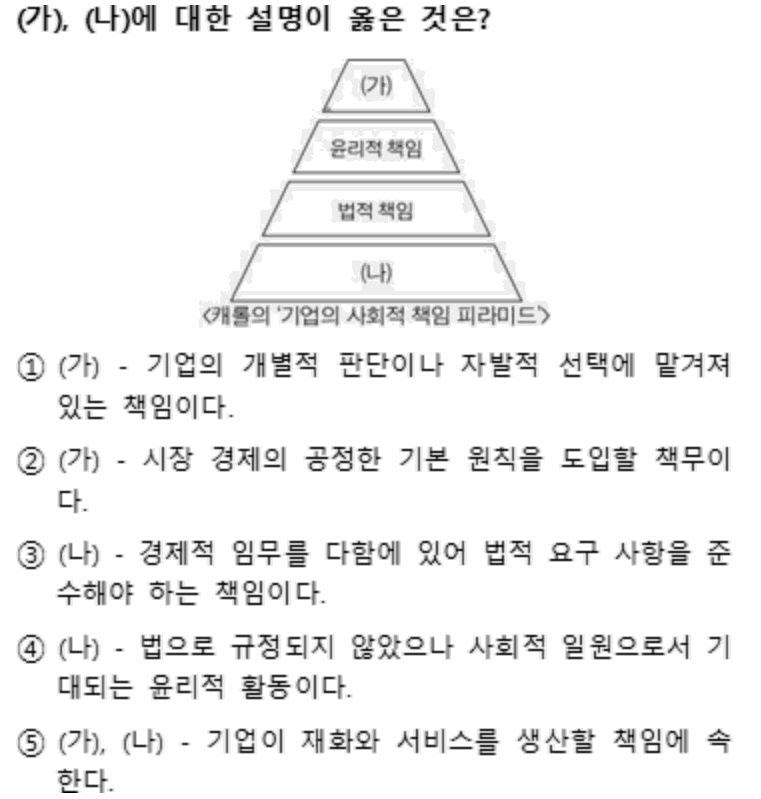 (가), (나)에 대한 설명이 옳은 것은?
(가)
윤리적 책임
법적 책임
(나)
<캐롤의 '기업의 사회적 책임 피라미드'>
① (가) - 기업의 개별적 판단이나 자발적 선택에 맡겨져
있는 책임이다.
② (가) - 시장 경제의 공정한 기본 원칙을 도입할 책무이
다.
③ (나) - 경제적 임무를 다함에 있어 법적 요구 사항을 준
수해야 하는 책임이다.
④ (나) - 법으로 규정되지 않았으나 사회적 일원으로서 기
대되는 윤리적 활동이다.
⑤ (가), (나) - 기업이 재화와 서비스를 생산할 책임에 속
한다.